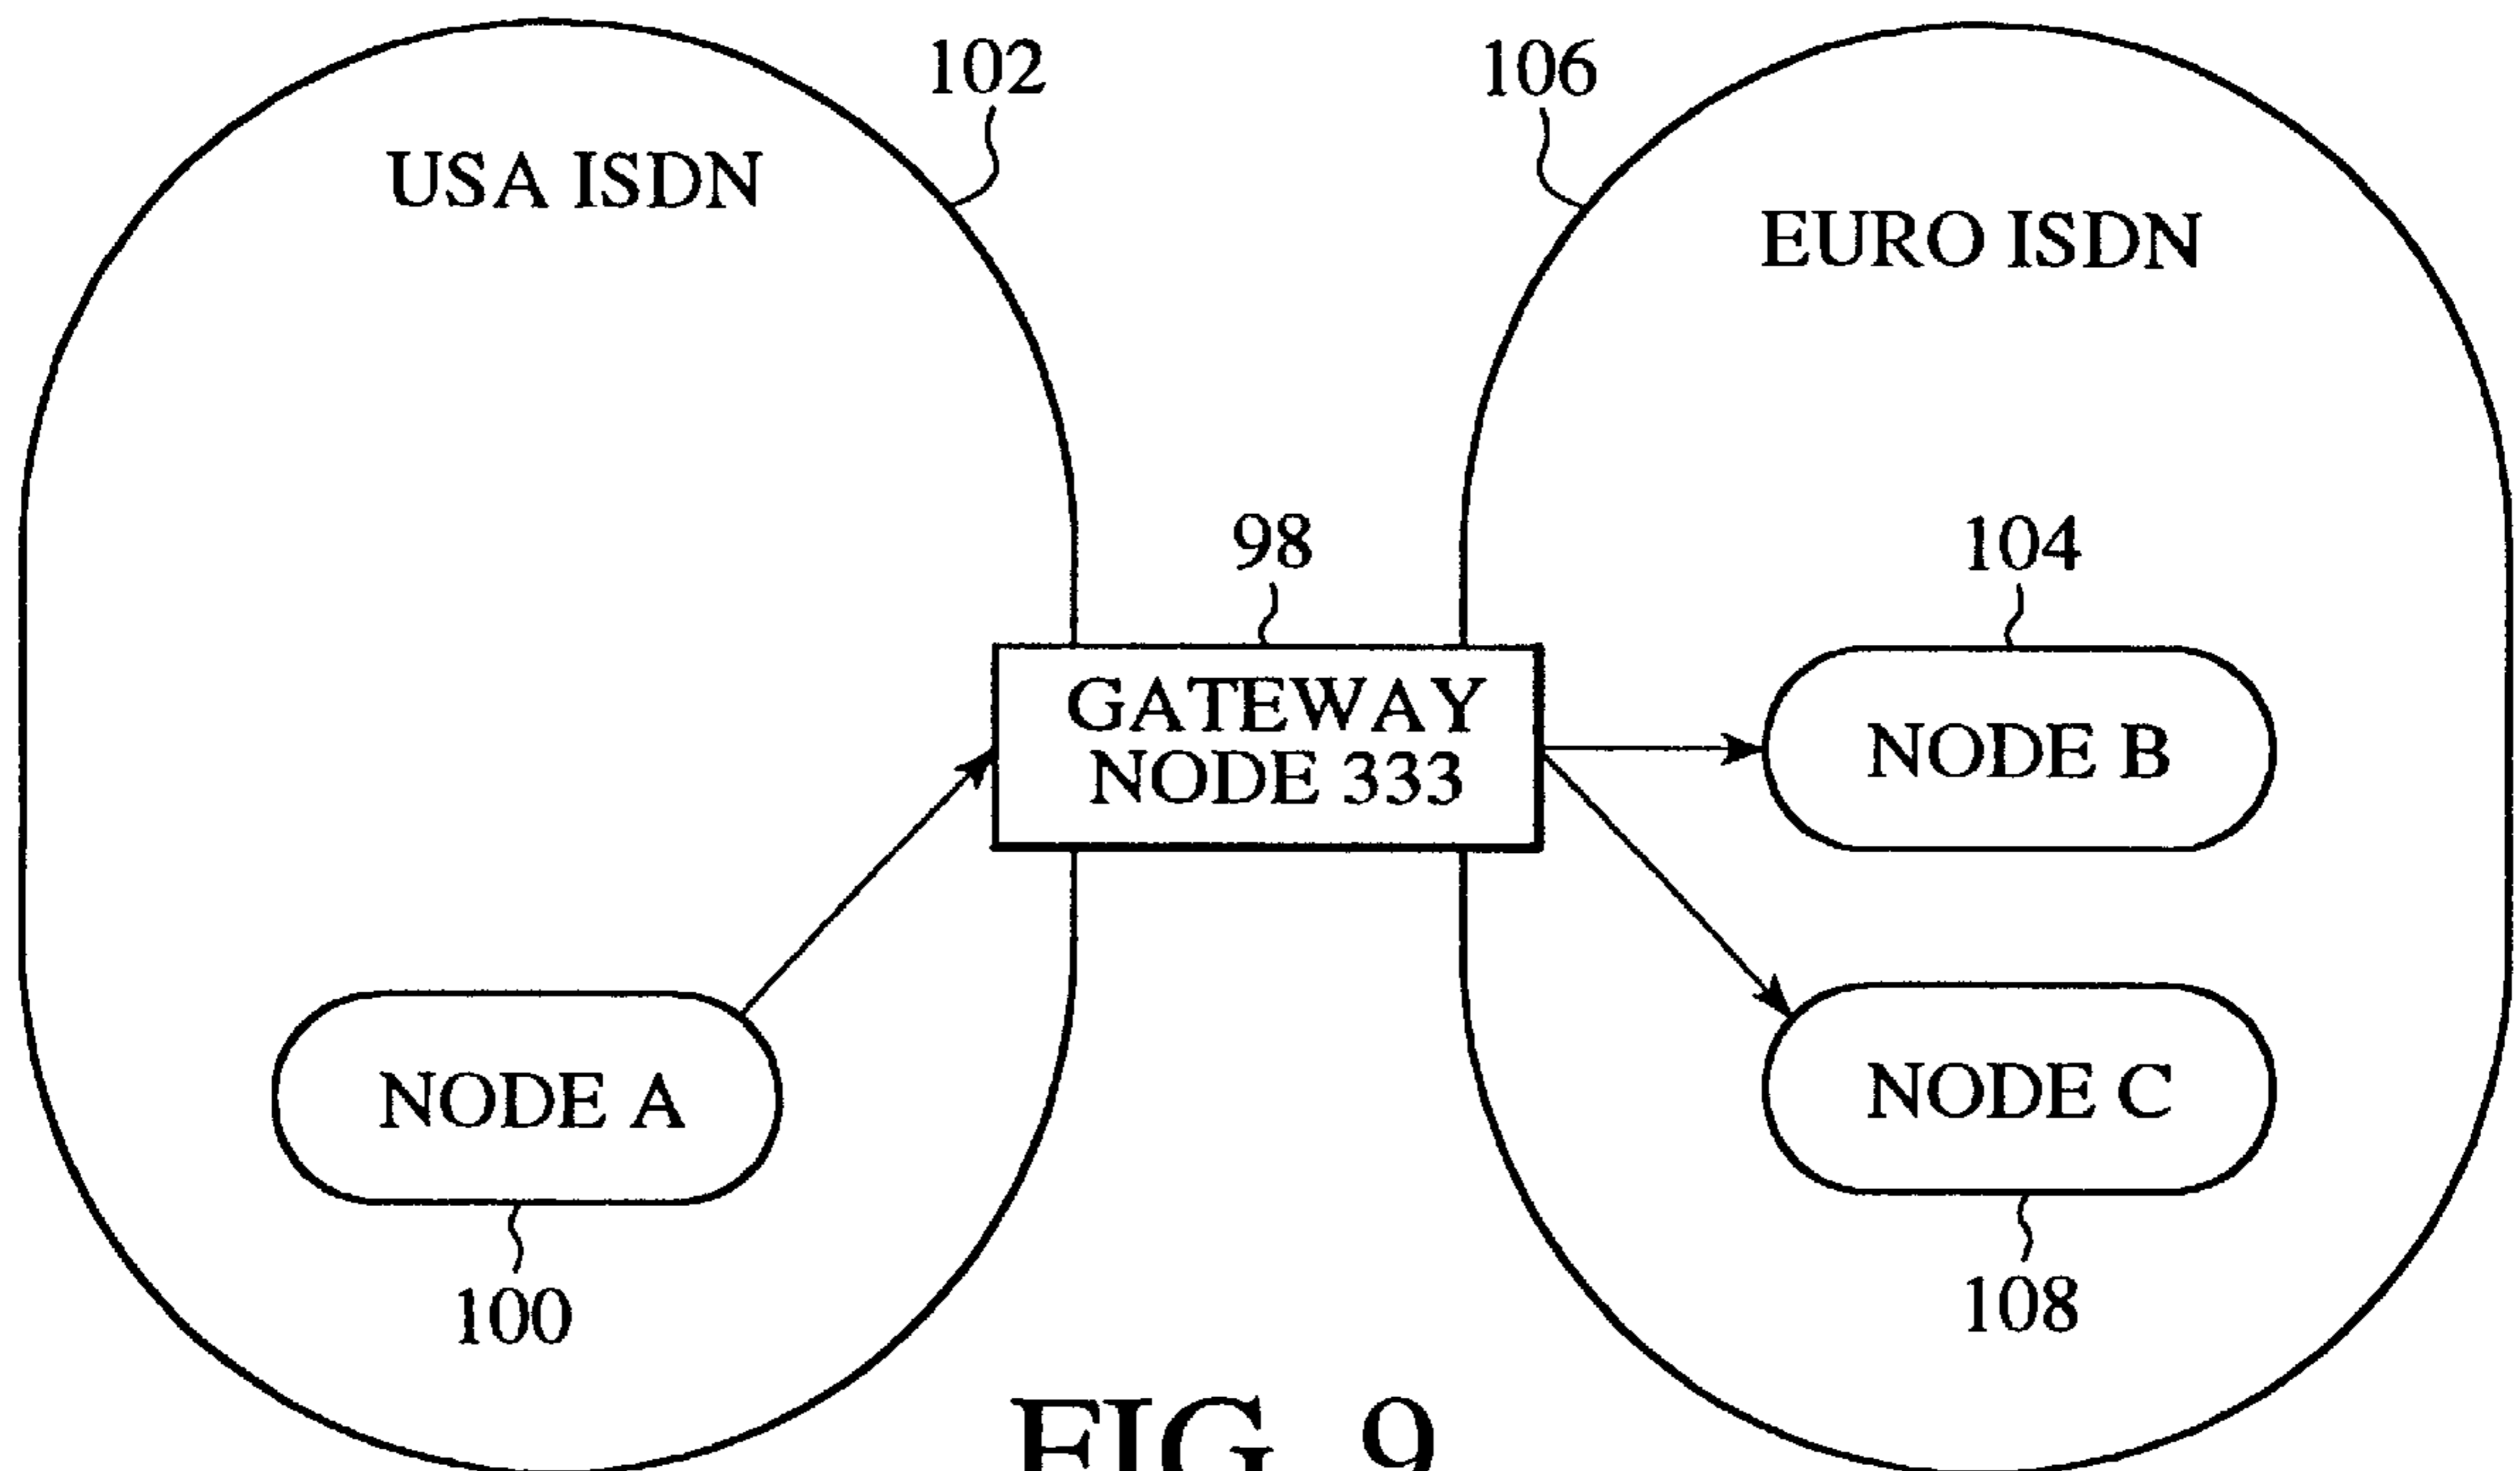 102
106
USA ISDN
EURO ISDN
98
104
GATEWAY
NODE 333
NODE B
NODE A
NODE C
100
108
FIG. 9